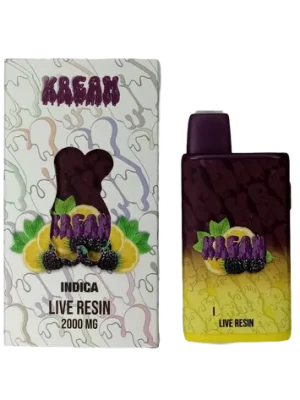 KREAM
KREAM
INDICA
LIVE RESIN
2000 MG
KREAM
I
LIVE RESIN